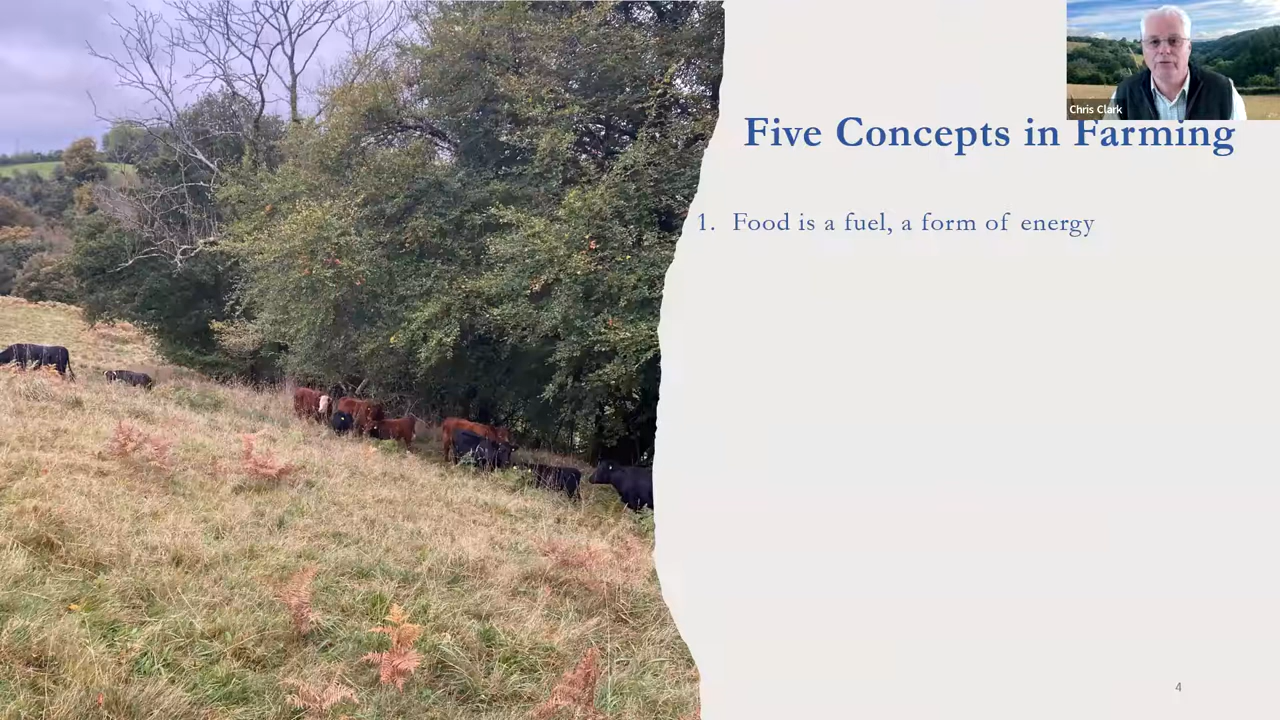 Chris Clark
Five Concepts in Farming
1. Food is a fuel, a form of energy
4